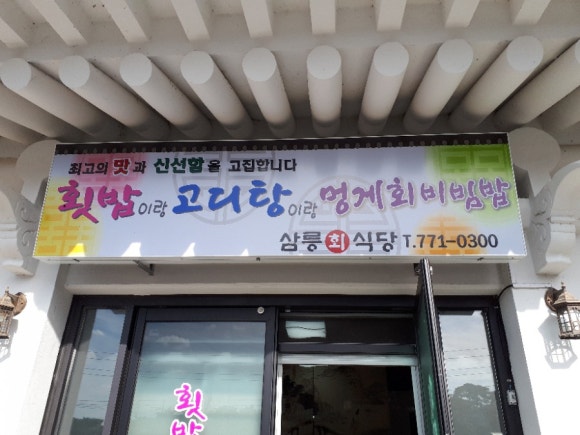 최고의 맛과 신선함을 고집합니다
횟밥이랑 고디탕이랑 멍게회비빔밥
삼릉 회 식당 T.771-0300
횟밥